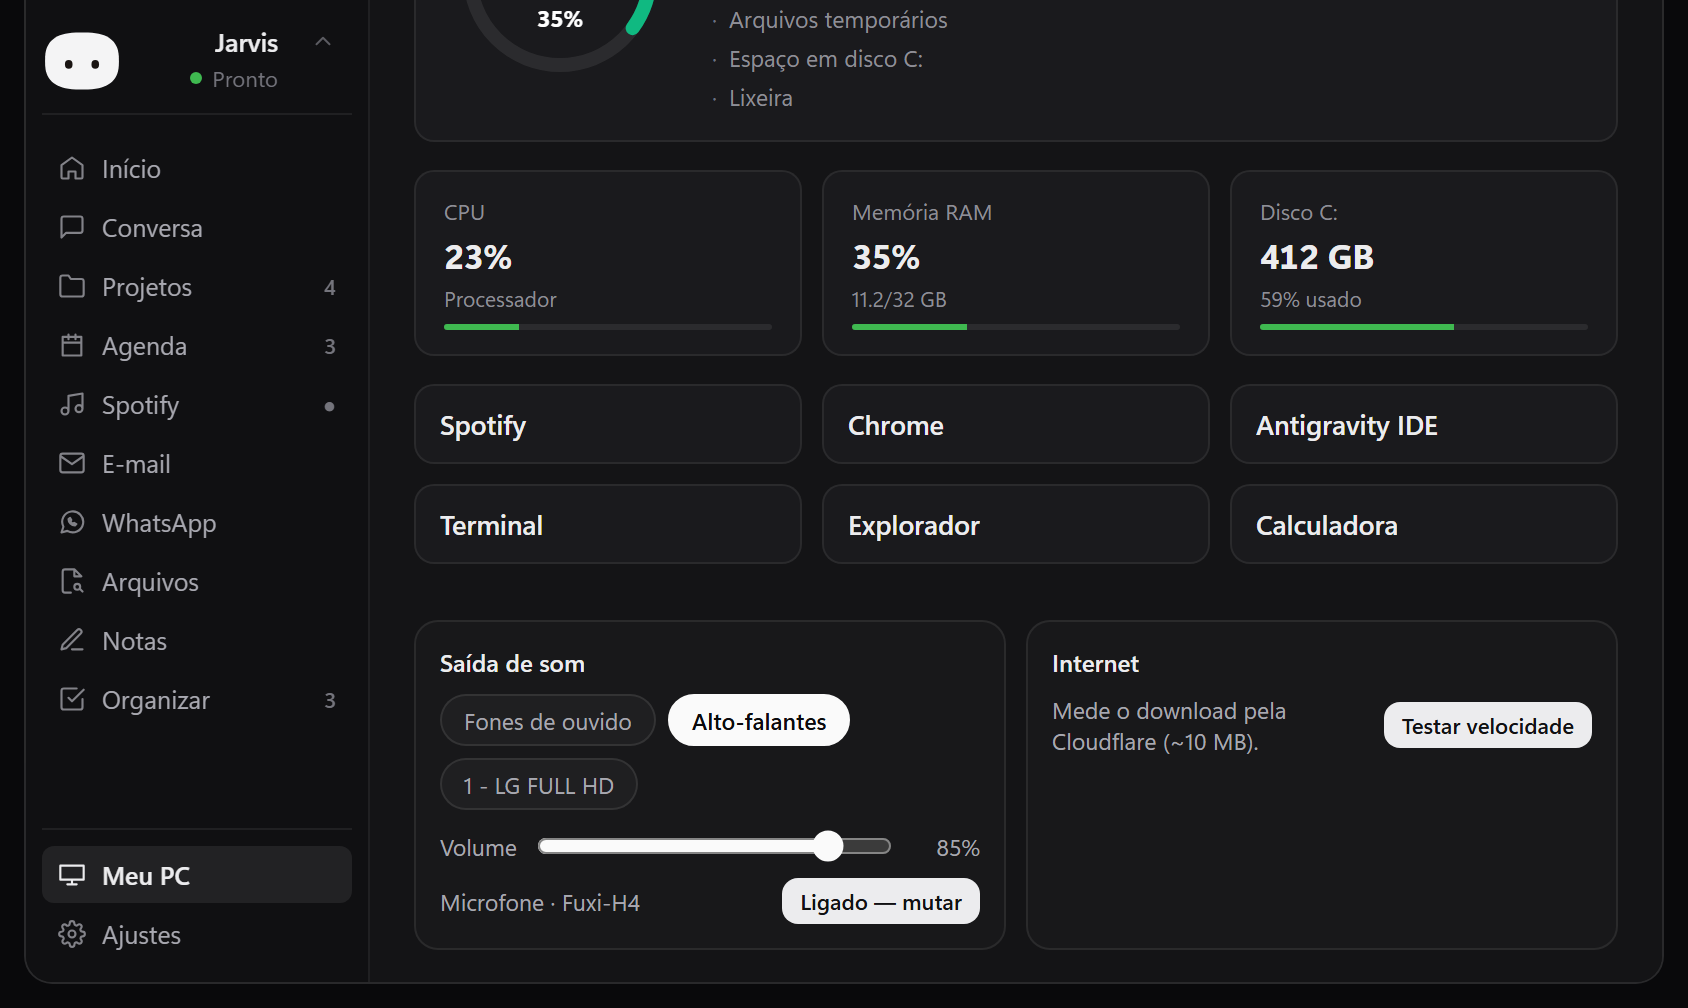 Jarvis
Pronto
Início
Conversa
Projetos 4
Agenda 3
Spotify
E-mail
WhatsApp
Arquivos
Notas
Organizar 3
Meu PC
Ajustes
35%
· Arquivos temporários
· Espaço em disco C:
· Lixeira
CPU
23%
Processador
Memória RAM
35%
11.2/32 GB
Disco C:
412 GB
59% usado
Spotify
Chrome
Antigravity IDE
Terminal
Explorador
Calculadora
Saída de som
Fones de ouvido
Alto-falantes
1 - LG FULL HD
Volume 85%
Microfone · Fuxi-H4
Ligado — mutar
Internet
Mede o download pela
Cloudflare (~10 MB).
Testar velocidade